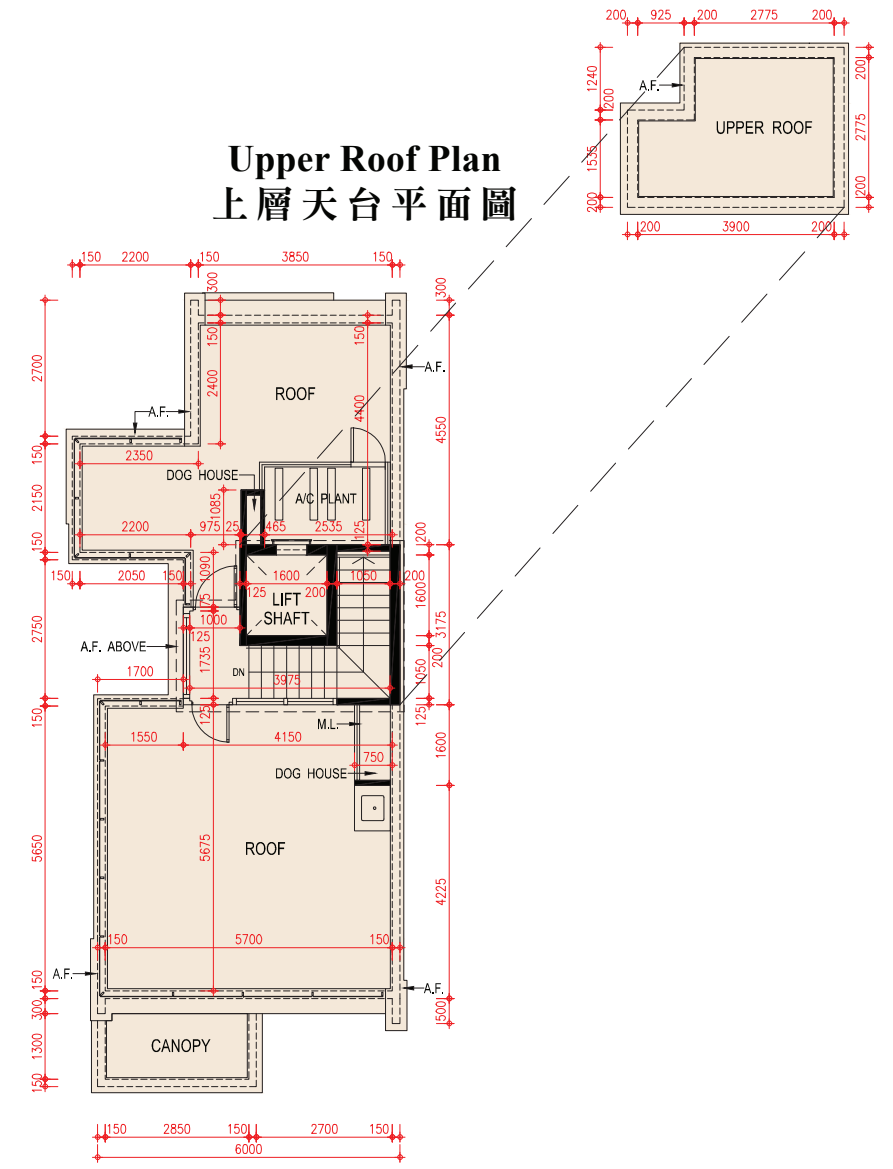 200 925 200 2775 200
1240
200
1535
200
A.F.
UPPER ROOF
200
2775
200
200 3900 200
Upper Roof Plan
上層天台平面圖
150 2200 150 3850 150
300
300
150
150
2700
2400
ROOF
4400
4550
A.F.
A.F.
150
2350
DOG HOUSE
1085
A/C PLANT
2150
2200 975 25 465 2535
125
200
150
150 2050 150
1090
1600
125
200
1050
200
1600
LIFT
SHAFT
75
1000
125
3175
2750
A.F. ABOVE
1735
DN
200
1050
1700
3975
125
125
150
M.L.
1550 4150
1600
750
DOG HOUSE
5650
5675
ROOF
4225
150 5700 150
A.F.
A.F.
150
300
500
1300
CANOPY
150
150 2850 150 2700 150
6000